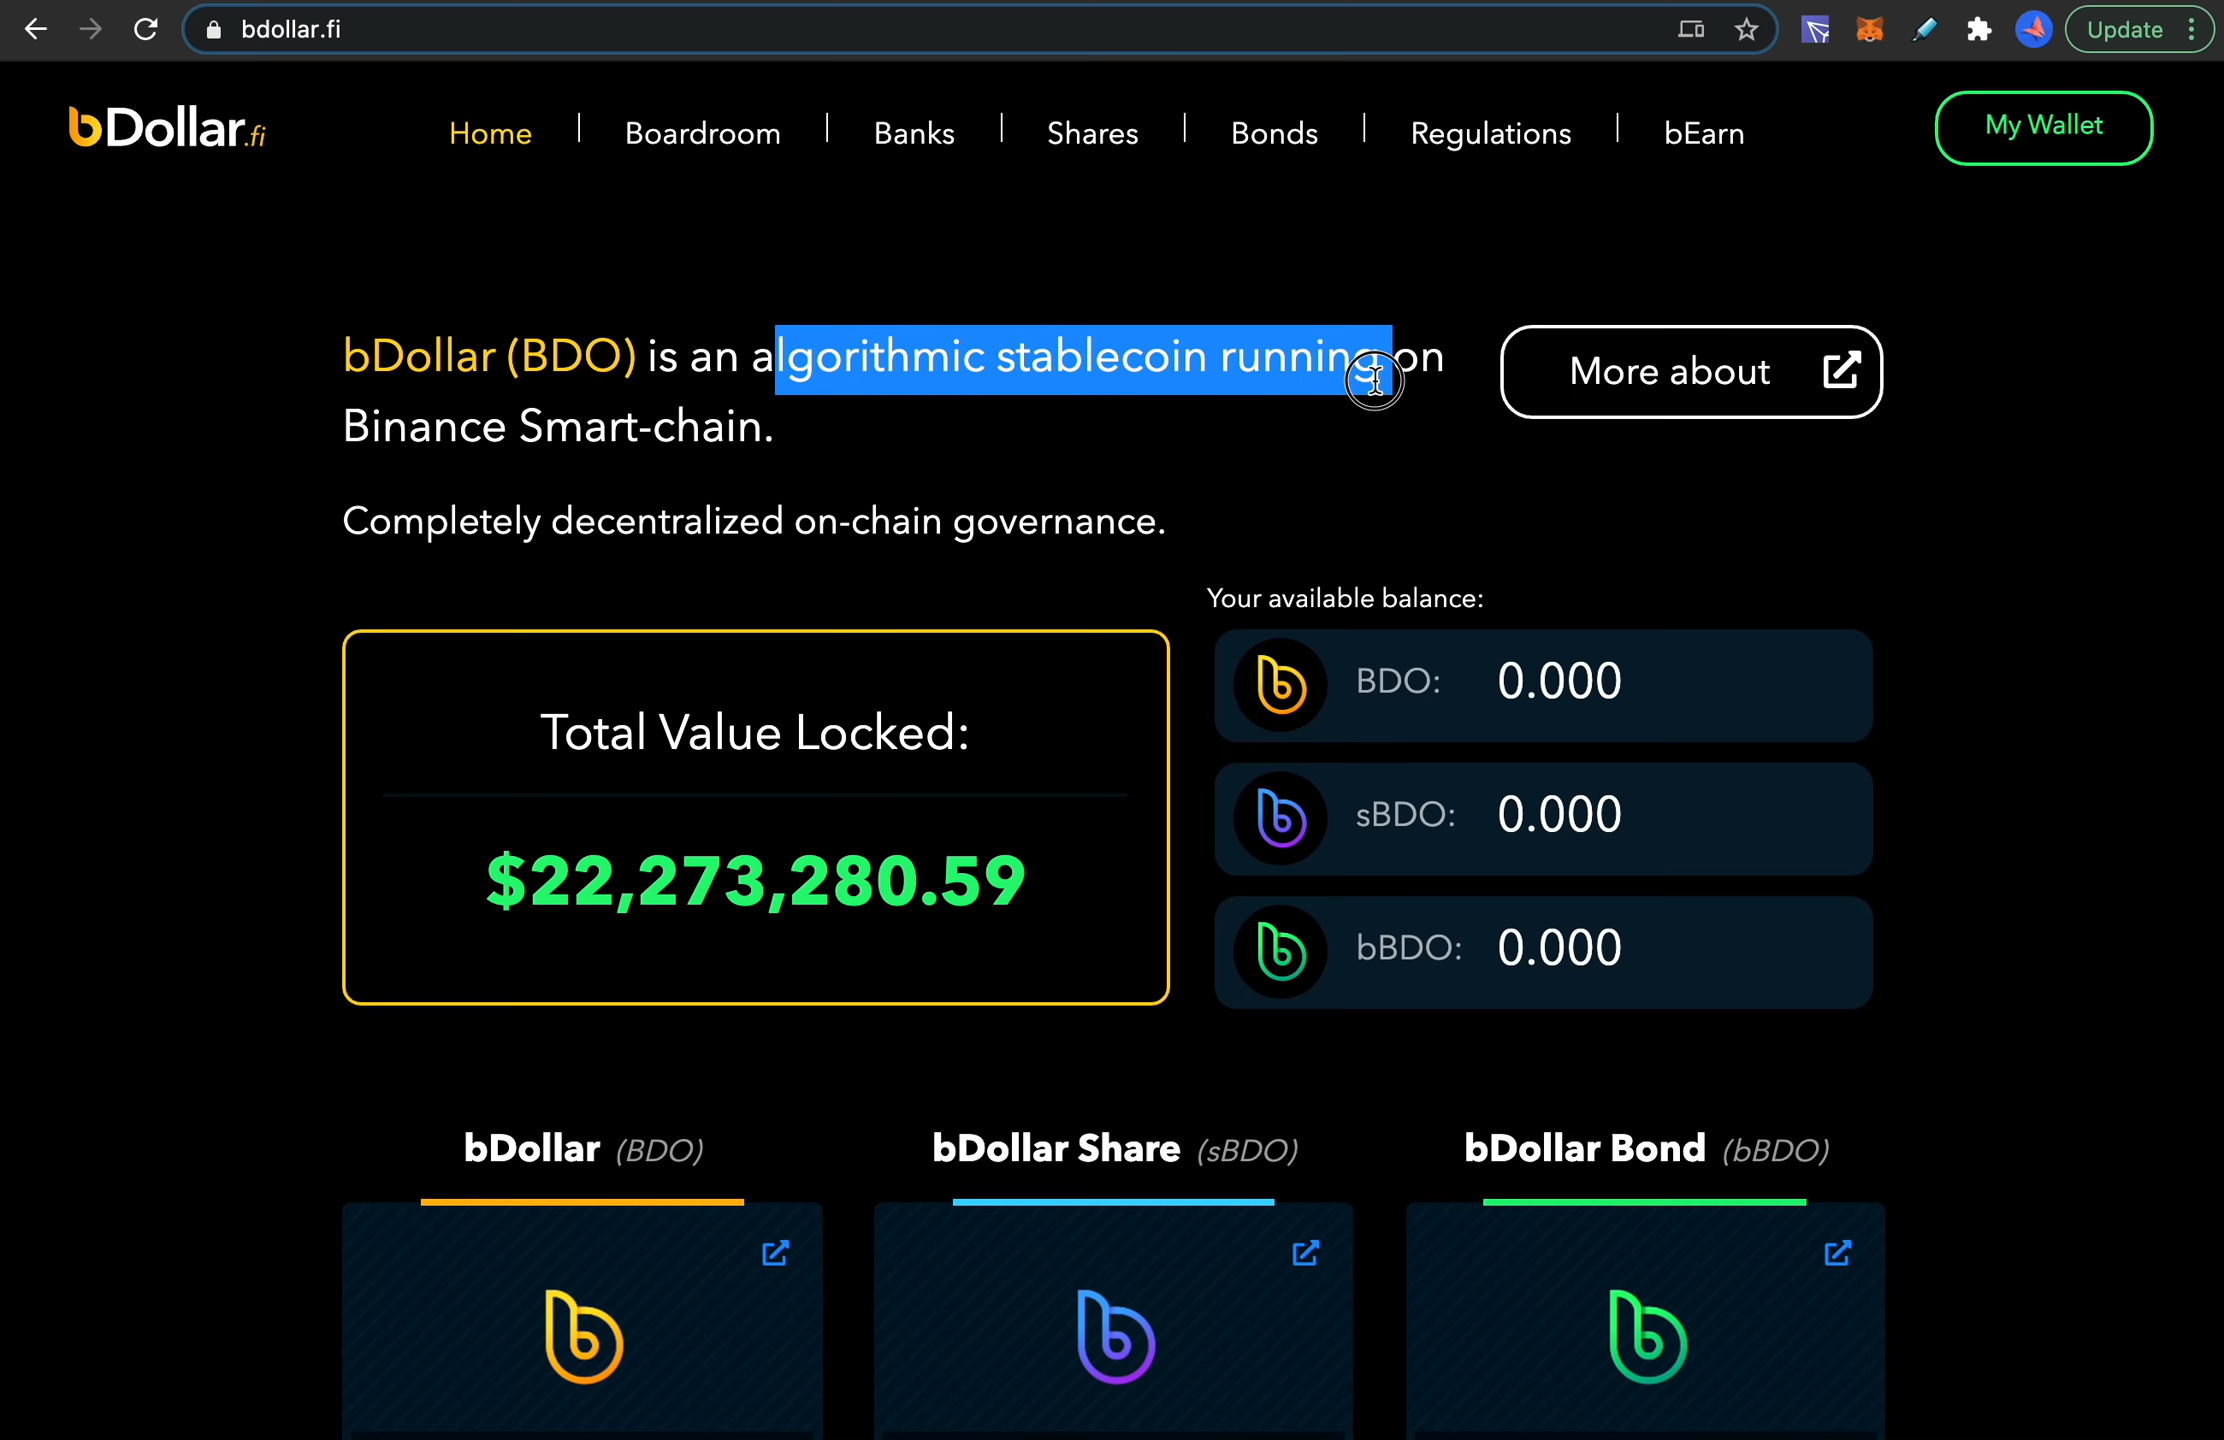 bdollar.fi
Update
bDollar.fi
Home
Boardroom
Banks
Shares
Bonds
Regulations
bEarn
My Wallet
bDollar (BDO) is an algorithmic stablecoin running on
Binance Smart-chain.
More about
Completely decentralized on-chain governance.
Your available balance:
Total Value Locked:
$22,273,280.59
BDO: 0.000
sBDO: 0.000
bBDO: 0.000
bDollar (BDO)
bDollar Share (sBDO)
bDollar Bond (bBDO)